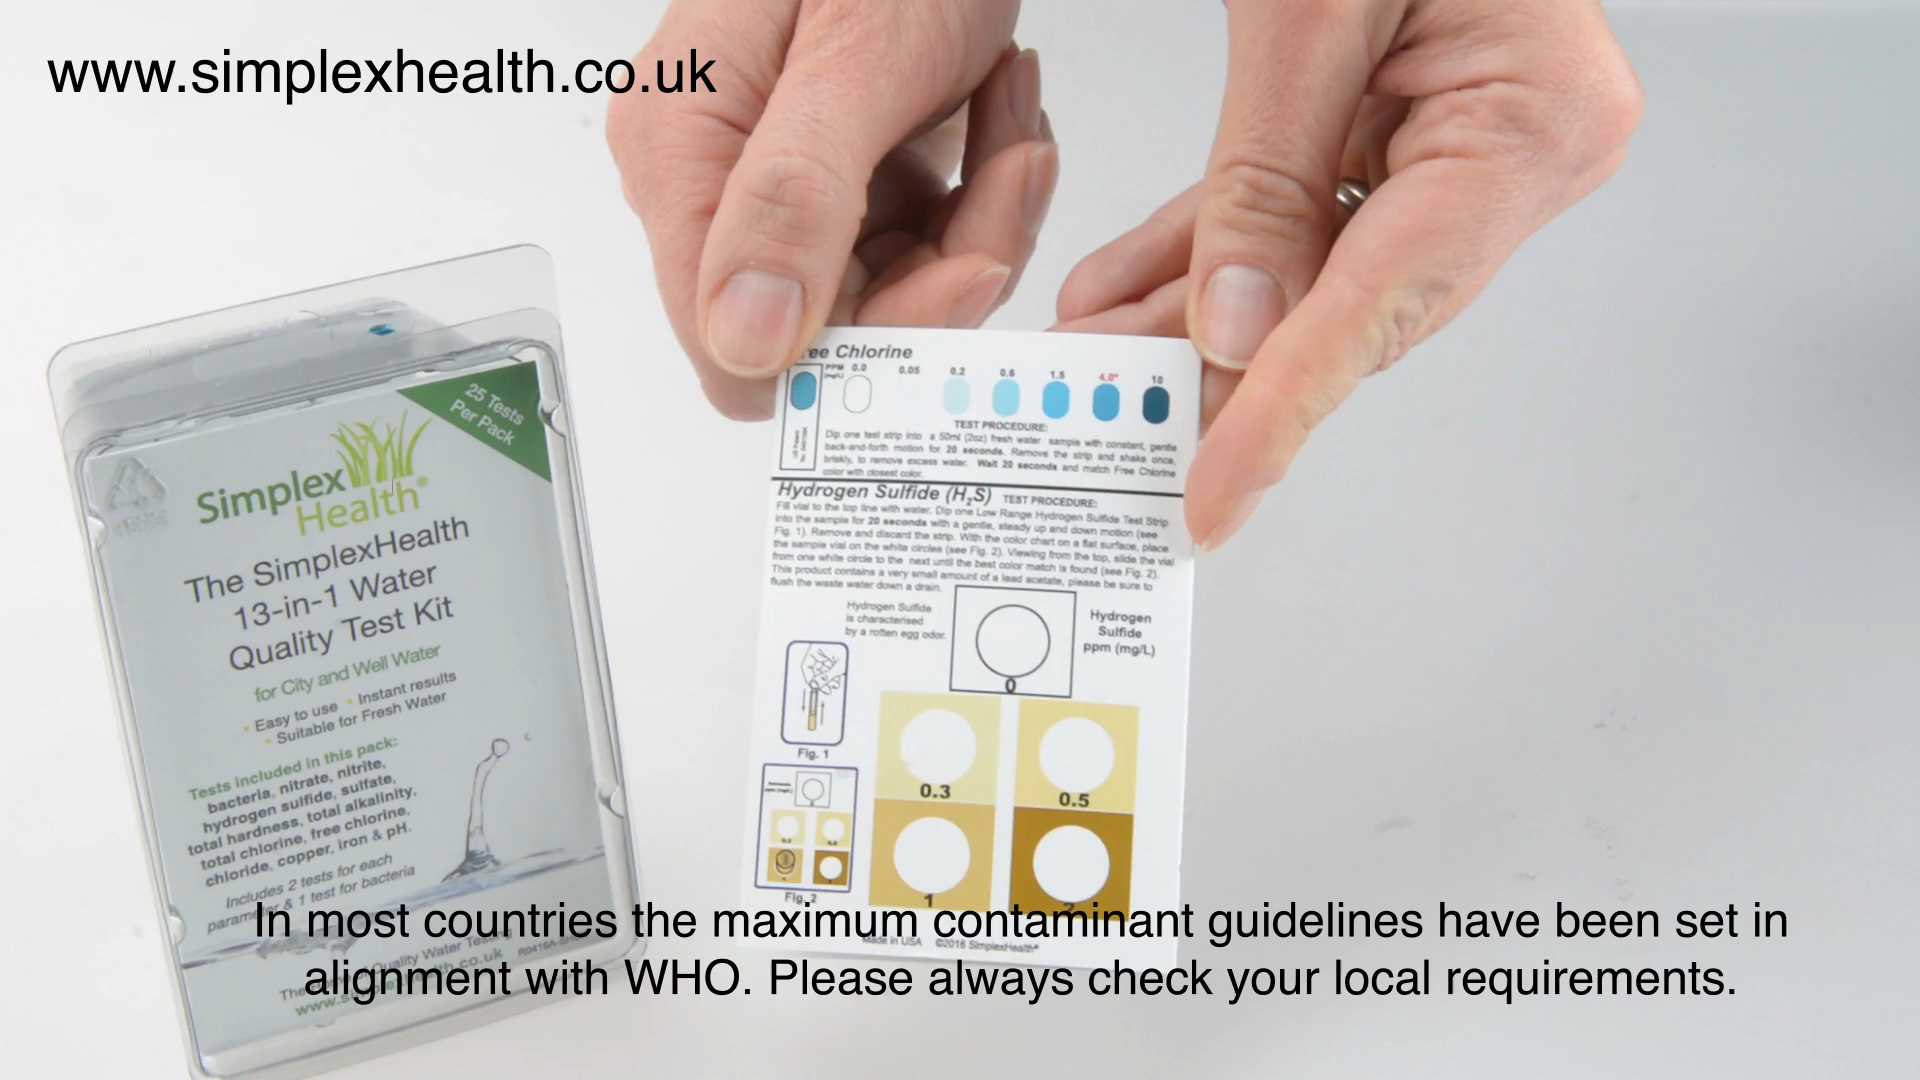 www.simplexhealth.co.uk
25 Tests
Per Pack
Simplex
Health®
The SimplexHealth
13-in-1 Water
Quality Test Kit
for City and Well Water
• Easy to use • Instant results
• Suitable for Fresh Water
Tests included in this pack:
bacteria, nitrate, nitrite,
hydrogen sulfide, sulfate,
total hardness, total alkalinity,
total chlorine, free chlorine,
chloride, copper, iron & pH.
Includes 2 tests for each
parameter & 1 test for bacteria
Quality Water Testing
www.simplexhealth.co.uk
ree Chlorine
PPM 0.0 0.05 0.2 0.6 1.5 4.0* 10
(mg/L)
TEST PROCEDURE:
Dip one test strip into a 50ml (2oz) fresh water sample with constant, gentle
back-and-forth motion for 20 seconds. Remove the strip and shake once,
briskly, to remove excess water. Wait 20 seconds and match Free Chlorine
color with closest color.
Hydrogen Sulfide (H₂S) TEST PROCEDURE:
Fill vial to the top line with water. Dip one Low Range Hydrogen Sulfide Test Strip
into the sample for 20 seconds with a gentle, steady up and down motion (see
Fig. 1). Remove and discard the strip. With the color chart on a flat surface, place
the sample vial on the white circles (see Fig. 2). Viewing from the top, slide the vial
from one white circle to the next until the best color match is found (see Fig. 2).
This product contains a very small amount of a lead acetate, please be sure to
flush the waste water down a drain.
Hydrogen Sulfide
is characterised
by a rotten egg odor.
Hydrogen
Sulfide
ppm (mg/L)
0
Fig. 1
0.3 0.5
1 2
Fig. 2
Made in USA ©2016 SimplexHealth®
In most countries the maximum contaminant guidelines have been set in
alignment with WHO. Please always check your local requirements.